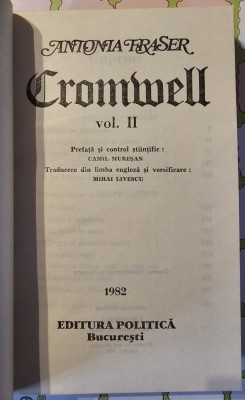 ANTONIA FRASER
Cromwell
vol. II
Prefață și control științific :
CAMIL MUREȘAN
Traducere din limba engleză și versificare :
MIHAI LIVESCU
1982
EDITURA POLITICĂ
București